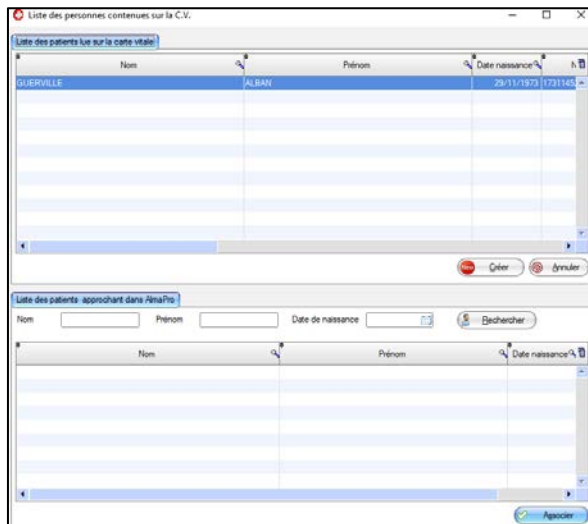 Liste des personnes contenues sur la C.V.
Liste des patients lue sur la carte vitale
Nom Prénom Date naissance N
GUERVILLE ALBAN 29/11/1973 1731145
Créer Annuler
Liste des patients approchant dans AlmaPro
Nom Prénom Date de naissance Rechercher
Nom Prénom Date naissance
Associer